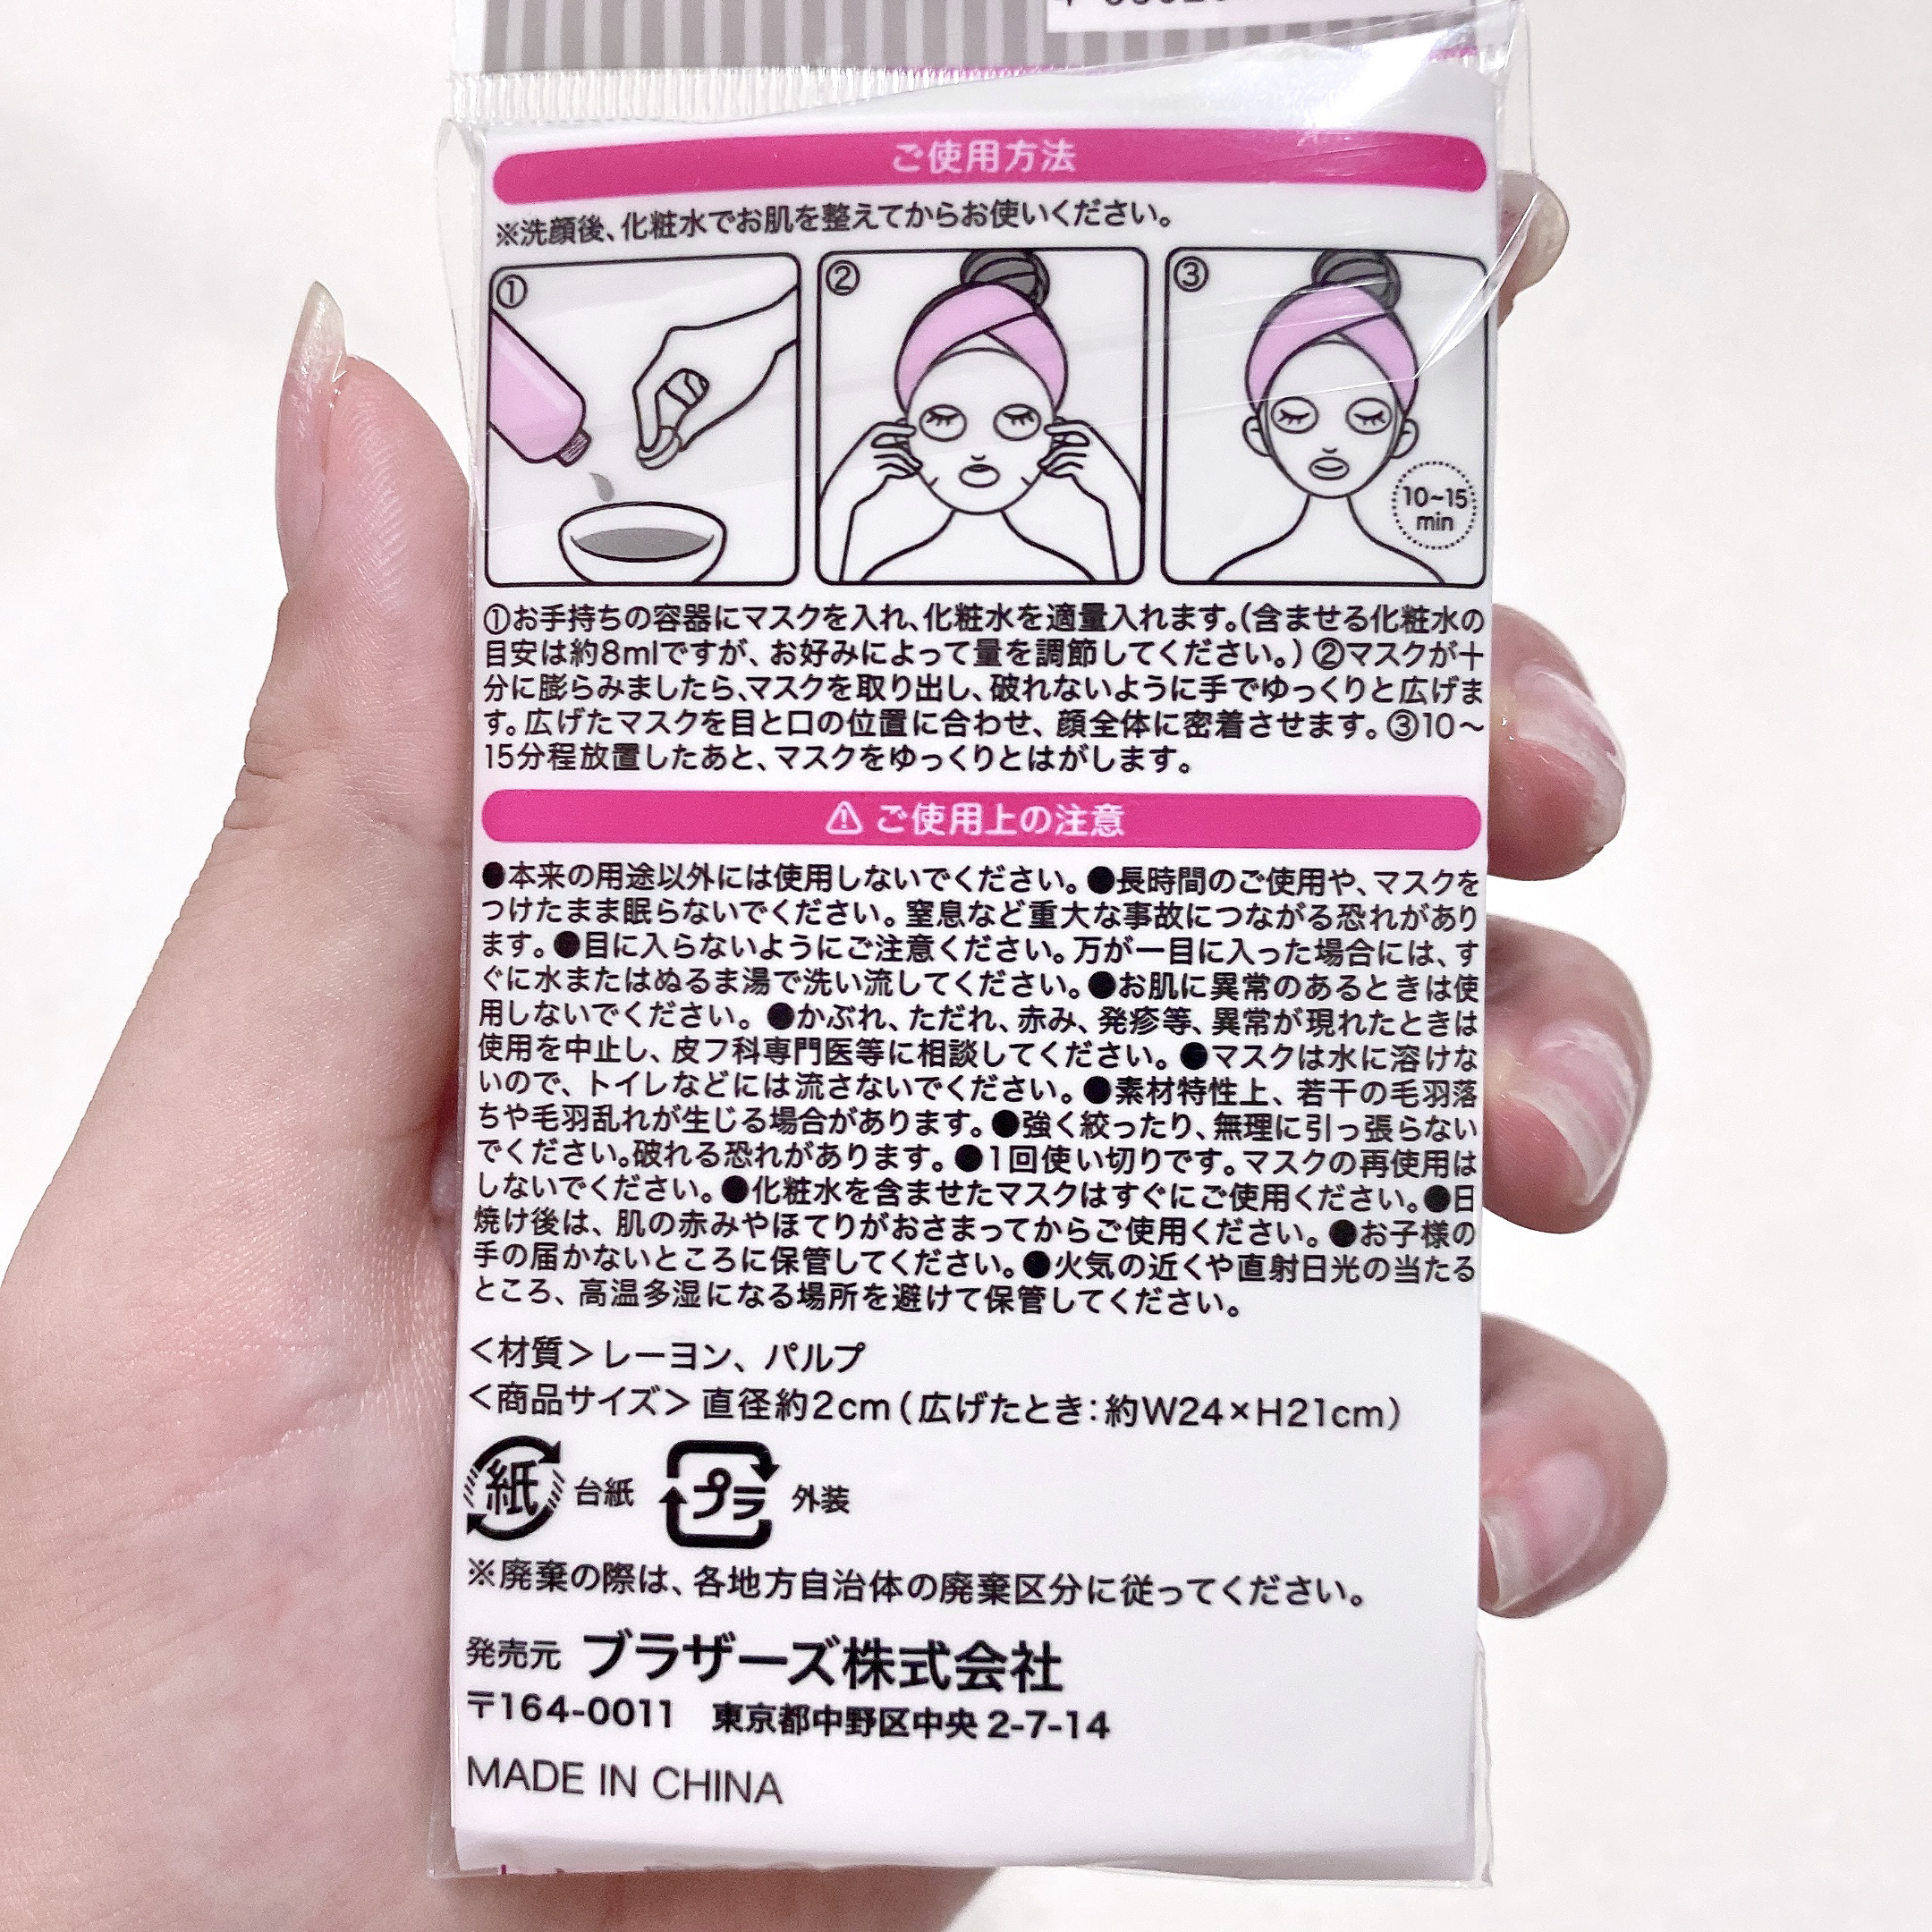 ご使用方法
※洗顔後、化粧水でお肌を整えてからお使いください。
①
②
③
10~15
min
①お手持ちの容器にマスクを入れ、化粧水を適量入れます。(含ませる化粧水の
目安は約8mlですが、お好みによって量を調節してください。)②マスクが十
分に膨らみましたら、マスクを取り出し、破れないように手でゆっくりと広げま
す。広げたマスクを目と口の位置に合わせ、顔全体に密着させます。③10～
15分程放置したあと、マスクをゆっくりとはがします。
⚠ご使用上の注意
●本来の用途以外には使用しないでください。●長時間のご使用や、マスクを
つけたまま眠らないでください。窒息など重大な事故につながる恐れがあり
ます。●目に入らないようにご注意ください。万が一目に入った場合には、す
ぐに水またはぬるま湯で洗い流してください。●お肌に異常のあるときは使
用しないでください。●かぶれ、ただれ、赤み、発疹等、異常が現れたときは
使用を中止し、皮フ科専門医等に相談してください。●マスクは水に溶けな
いので、トイレなどには流さないでください。●素材特性上、若干の毛羽落
ちや毛羽乱れが生じる場合があります。●強く絞ったり、無理に引っ張らない
でください。破れる恐れがあります。●1回使い切りです。マスクの再使用は
しないでください。●化粧水を含ませたマスクはすぐにご使用ください。●日
焼け後は、肌の赤みやほてりがおさまってからご使用ください。●お子様の
手の届かないところに保管してください。●火気の近くや直射日光の当たる
ところ、高温多湿になる場所を避けて保管してください。
＜材質＞レーヨン、パルプ
＜商品サイズ＞直径約2cm(広げたとき:約W24×H21cm)
紙 台紙 プラ 外装
※廃棄の際は、各地方自治体の廃棄区分に従ってください。
発売元 ブラザーズ株式会社
〒164-0011 東京都中野区中央2-7-14
MADE IN CHINA